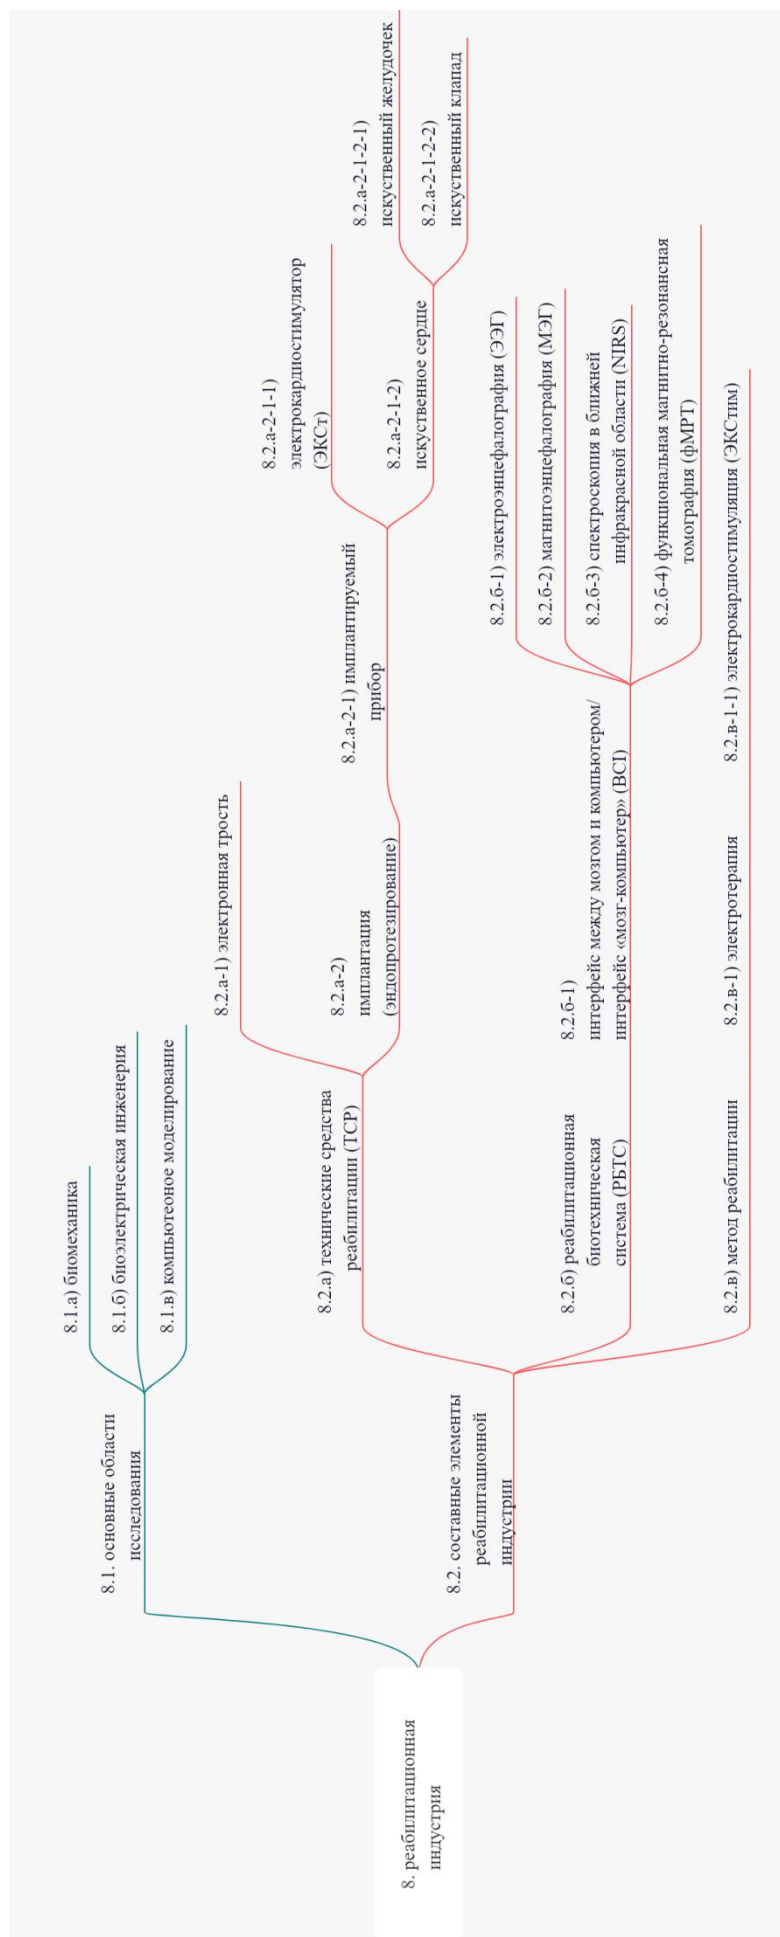 8. реабилитационная
индустрия
8.1. основные области
исследования
8.1.а) биомеханика
8.1.б) биоэлектрическая инженерия
8.1.в) компьютеоное моделирование
8.2. составные элементы
реабилитационной
индустрии
8.2.а) технические средства
реабилитации (ТСР)
8.2.а-1) электронная трость
8.2.а-2)
имплантация
(эндопротезирование)
8.2.а-2-1) имплантируемый
прибор
8.2.а-2-1-1)
электрокардиостимулятор
(ЭКСт)
8.2.а-2-1-2)
искуственное сердце
8.2.а-2-1-2-1)
искуственный желудочек
8.2.а-2-1-2-2)
искуственный клапад
8.2.б) реабилитационная
биотехническая
система (РБТС)
8.2.б-1)
интерфейс между мозгом и компьютером/
интерфейс «мозг-компьютер» (BCI)
8.2.б-1) электроэнцефалография (ЭЭГ)
8.2.б-2) магнитоэнцефалография (МЭГ)
8.2.б-3) спектроскопия в ближней
инфракрасной области (NIRS)
8.2.б-4) функциональная магнитно-резонансная
томография (фМРТ)
8.2.в) метод реабилитации
8.2.в-1) электротерапия
8.2.в-1-1) электрокардиостимуляция (ЭКСтим)